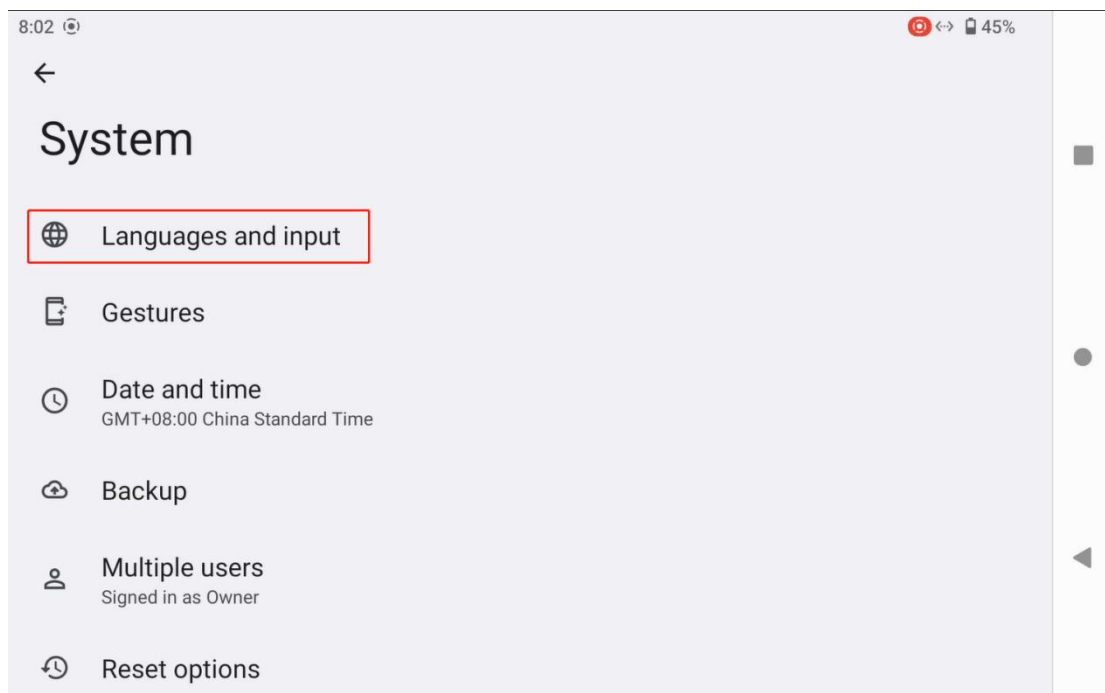 8:02
45%
System
Languages and input
Gestures
Date and time
GMT+08:00 China Standard Time
Backup
Multiple users
Signed in as Owner
Reset options